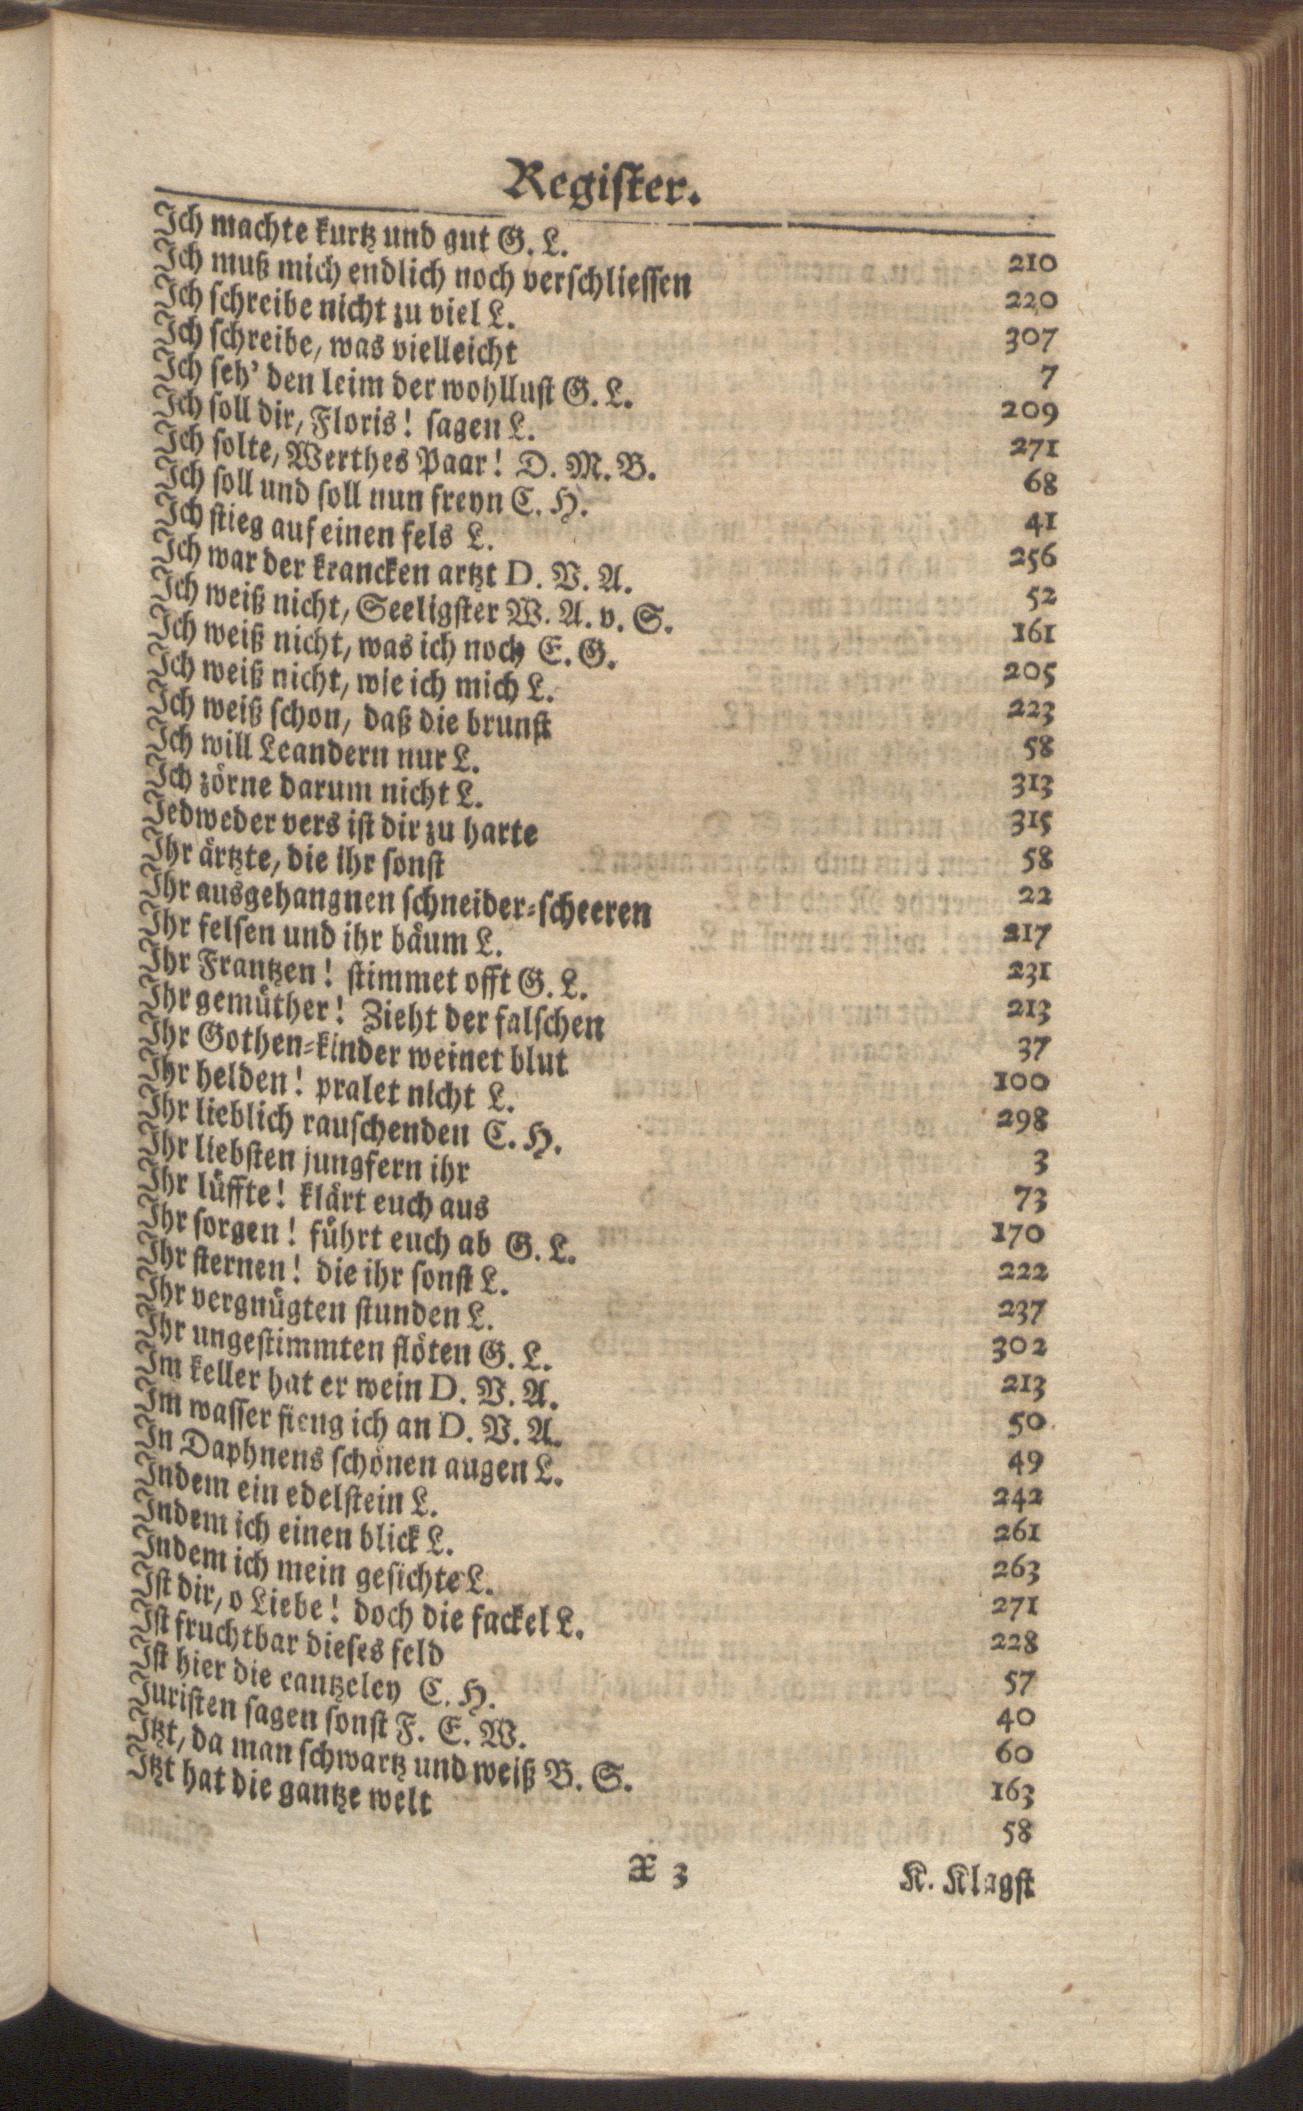 Register.
Ich machte kurtz und gut G. L. 210
Ich muß mich endlich noch verschliessen 220
Ich schreibe nicht zu viel L. 307
Ich schreibe, was vielleicht 7
Ich seh' den leim der wohllust G. L. 209
Ich soll dir, Floris! sagen L. 271
Ich solte, Werthes Paar! D. M. B. 68
Ich soll und soll nun freyn C. H. 41
Ich stieg auf einen fels L. 256
Ich war der krancken artzt D. V. A. 52
Ich weiß nicht, Seeligster W. A. v. S. 161
Ich weiß nicht, was ich noch E. G. 205
Ich weiß nicht, wie ich mich L. 223
Ich weiß schon, daß die brunst 58
Ich will Leandern nur L. 313
Ich zörne darum nicht L. 315
Jedweder vers ist dir zu harte 58
Ihr ärtzte, die ihr sonst 22
Ihr ausgehangnen schneider-scheeren 217
Ihr felsen und ihr bäum L. 231
Ihr Frantzen! stimmet offt G. L. 213
Ihr gemüther! Zieht der falschen 37
Ihr Gothen-kinder weinet blut 100
Ihr helden! pralet nicht L. 298
Ihr lieblich rauschenden C. H. 3
Ihr liebsten jungfern ihr 73
Ihr lüffte! klärt euch aus 170
Ihr sorgen! führt euch ab G. L. 222
Ihr sternen! die ihr sonst L. 237
Ihr vergnügten stunden L. 302
Ihr ungestimmten flöten G. L. 213
Im keller hat er wein D. V. A. 50
Im wasser fieng ich an D. V. A. 49
In Daphnens schönen augen L. 242
Indem ein edelstein L. 261
Indem ich einen blick L. 263
Indem ich mein gesichte L. 271
Ist dir, o Liebe! doch die fackel L. 228
Ist fruchtbar dieses feld 57
Ist hier die cantzeley C. H. 40
Juristen sagen sonst F. E. W. 60
Itzt, da man schwartz und weiß B. S. 163
Itzt hat die gantze welt 58
X 3 K. Klagst